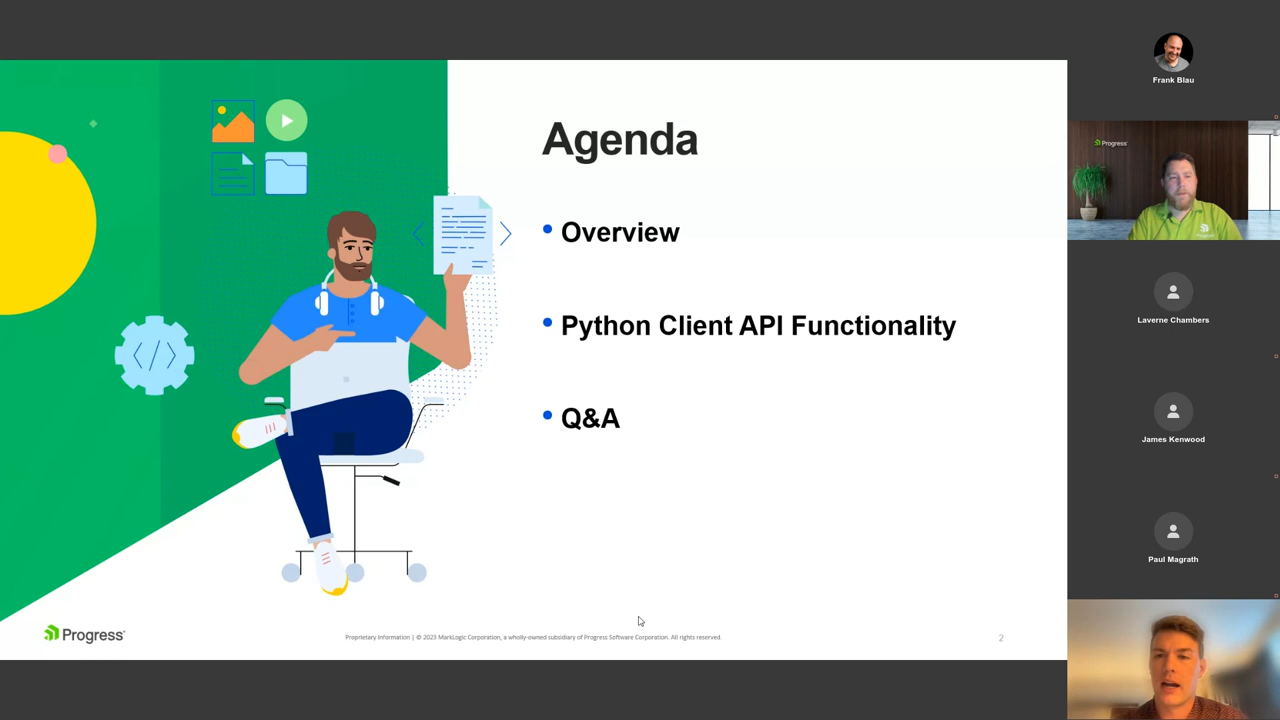 Agenda
Overview
Python Client API Functionality
Q&A
Progress
Proprietary Information | © 2023 MarkLogic Corporation, a wholly-owned subsidiary of Progress Software Corporation. All rights reserved.
2
Frank Blau
Progress
Laverne Chambers
James Kenwood
Paul Magrath